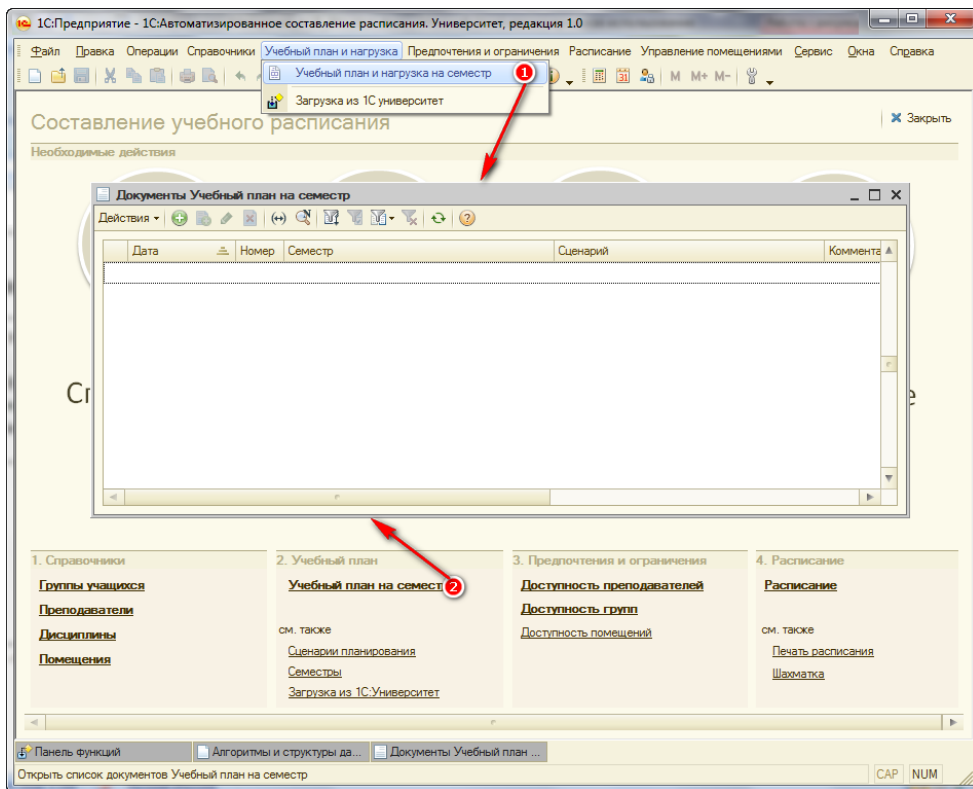 1С:Предприятие - 1С:Автоматизированное составление расписания. Университет, редакция 1.0
Файл Правка Операции Справочники Учебный план и нагрузка Предпочтения и ограничения Расписание Управление помещениями Сервис Окна Справка
Учебный план и нагрузка на семестр 1
M M+ M-
Загрузка из 1С университет
Составление учебного расписания
Закрыть
Необходимые действия
Документы Учебный план на семестр
Действия
Дата Номер Семестр Сценарий Коммента
Сп е
1. Справочники 2. Учебный план 3. Предпочтения и ограничения 4. Расписание
Группы учащихся Учебный план на семест 2 Доступность преподавателей Расписание
Преподаватели Доступность групп
Дисциплины см. также Доступность помещений см. также
Помещения Сценарии планирования Печать расписания
Семестры Шахматка
Загрузка из 1С:Университет
Панель функций Алгоритмы и структуры да... Документы Учебный план ...
Открыть список документов Учебный план на семестр CAP NUM